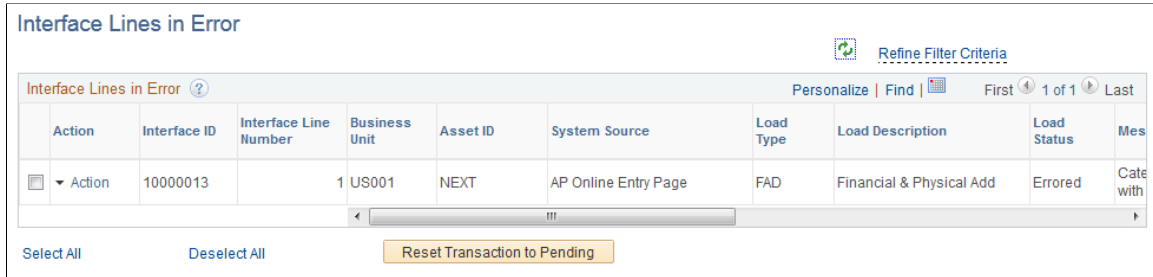 Interface Lines in Error
Refine Filter Criteria
Interface Lines in Error ? Personalize | Find | First 1 of 1 Last
Action Interface ID Interface Line Number Business Unit Asset ID System Source Load Type Load Description Load Status Mes
Action 10000013 1 US001 NEXT AP Online Entry Page FAD Financial & Physical Add Errored Cate with
Select All Deselect All Reset Transaction to Pending